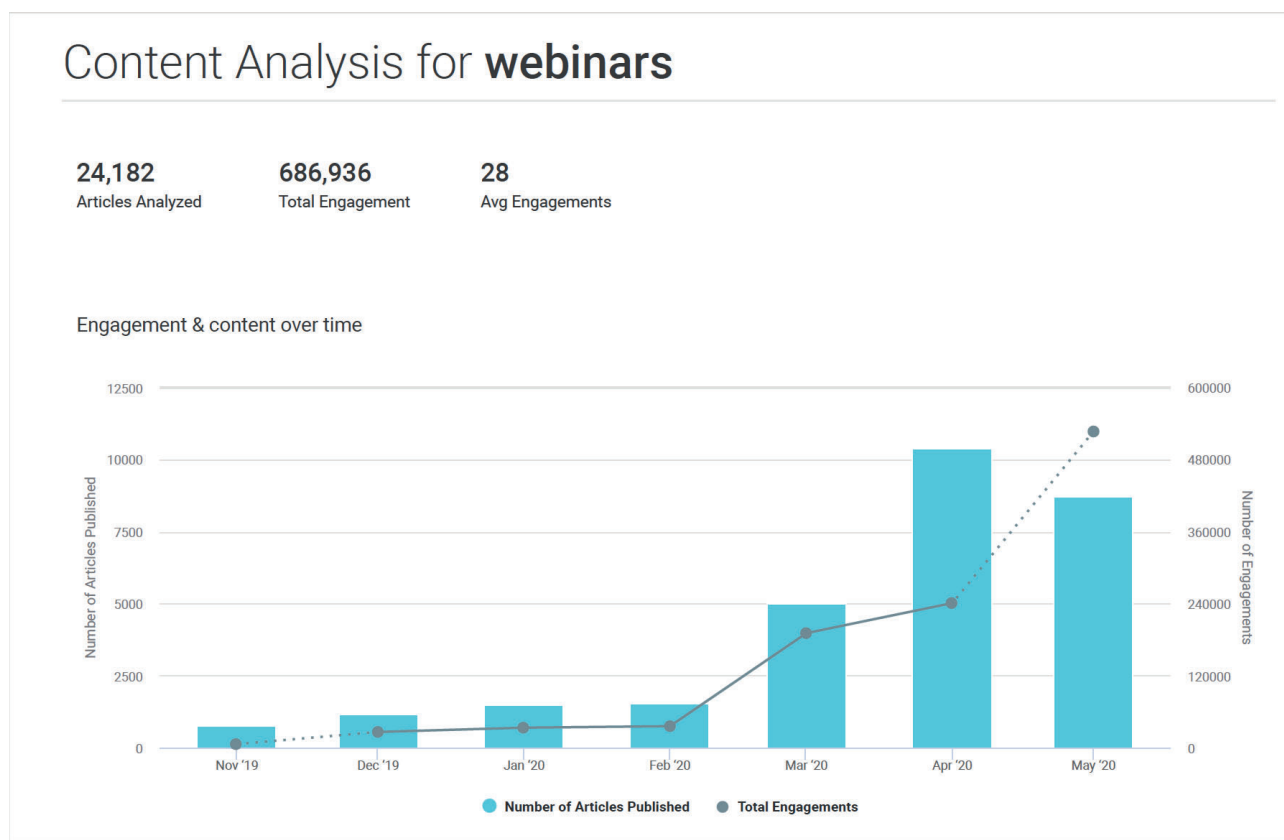 Content Analysis for webinars
24,182
Articles Analyzed
686,936
Total Engagement
28
Avg Engagements
Engagement & content over time
Number of Articles Published
12500
10000
7500
5000
2500
0
600000
480000
360000
240000
120000
0
Number of Engagements
Nov '19
Dec '19
Jan '20
Feb '20
Mar '20
Apr '20
May '20
Number of Articles Published
Total Engagements